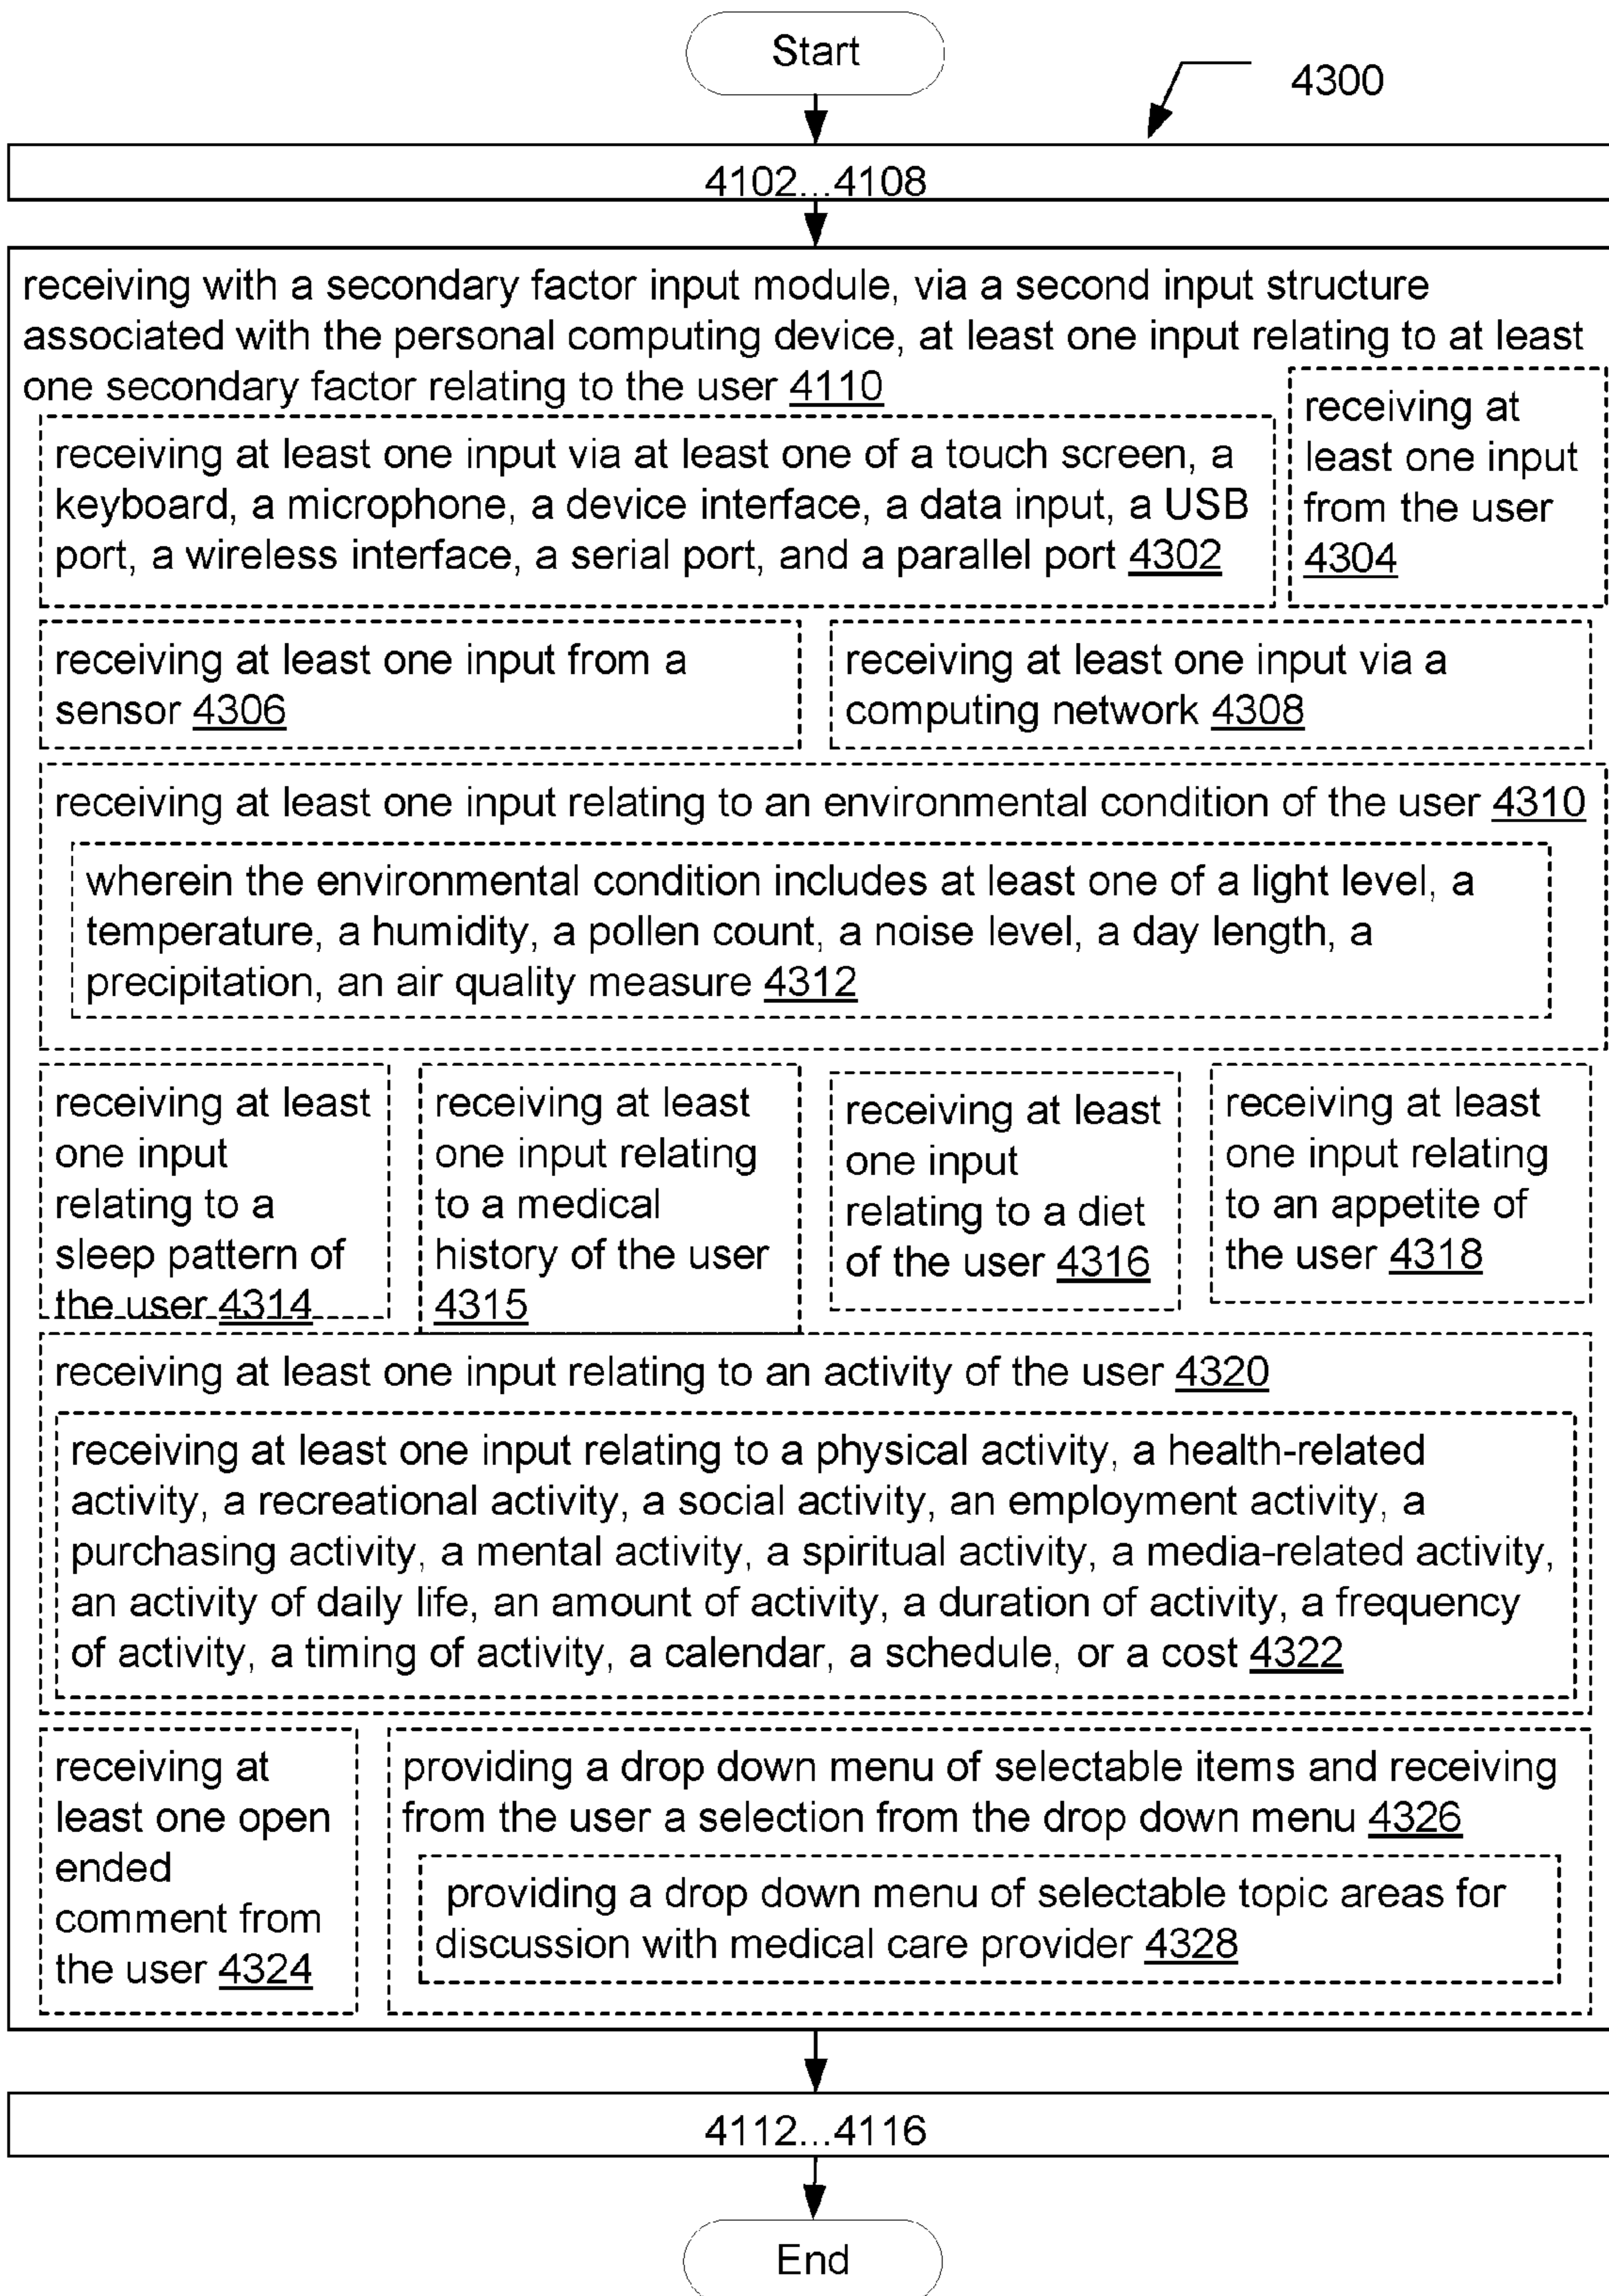 Start
4300
4102...4108
receiving with a secondary factor input module, via a second input structure
associated with the personal computing device, at least one input relating to at least
one secondary factor relating to the user 4110
receiving at least one input via at least one of a touch screen, a
keyboard, a microphone, a device interface, a data input, a USB
port, a wireless interface, a serial port, and a parallel port 4302
receiving at
least one input
from the user
4304
receiving at least one input from a
sensor 4306
receiving at least one input via a
computing network 4308
receiving at least one input relating to an environmental condition of the user 4310
wherein the environmental condition includes at least one of a light level, a
temperature, a humidity, a pollen count, a noise level, a day length, a
precipitation, an air quality measure 4312
receiving at least
one input
relating to a
sleep pattern of
the user 4314
receiving at least
one input relating
to a medical
history of the user
4315
receiving at least
one input
relating to a diet
of the user 4316
receiving at least
one input relating
to an appetite of
the user 4318
receiving at least one input relating to an activity of the user 4320
receiving at least one input relating to a physical activity, a health-related
activity, a recreational activity, a social activity, an employment activity, a
purchasing activity, a mental activity, a spiritual activity, a media-related activity,
an activity of daily life, an amount of activity, a duration of activity, a frequency
of activity, a timing of activity, a calendar, a schedule, or a cost 4322
receiving at
least one open
ended
comment from
the user 4324
providing a drop down menu of selectable items and receiving
from the user a selection from the drop down menu 4326
providing a drop down menu of selectable topic areas for
discussion with medical care provider 4328
4112...4116
End